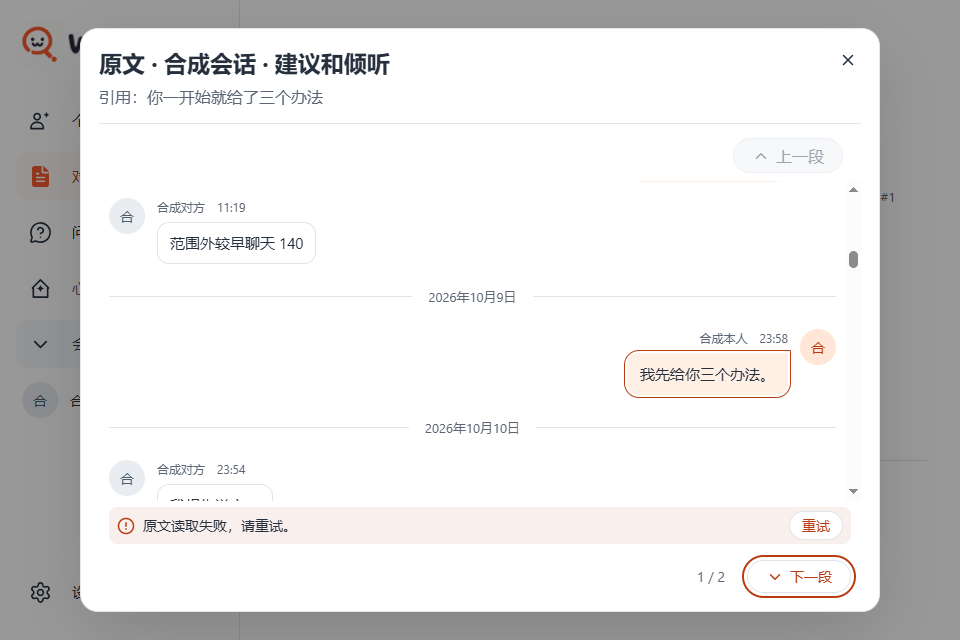 原文 · 合成会话 · 建议和倾听
引用：你一开始就给了三个办法
上一段
#1
合 合成对方 11:19
范围外较早聊天 140
2026年10月9日
合成本人 23:58 合
我先给你三个办法。
2026年10月10日
合 合成对方 23:54
原文读取失败，请重试。 重试
1 / 2 下一段
合